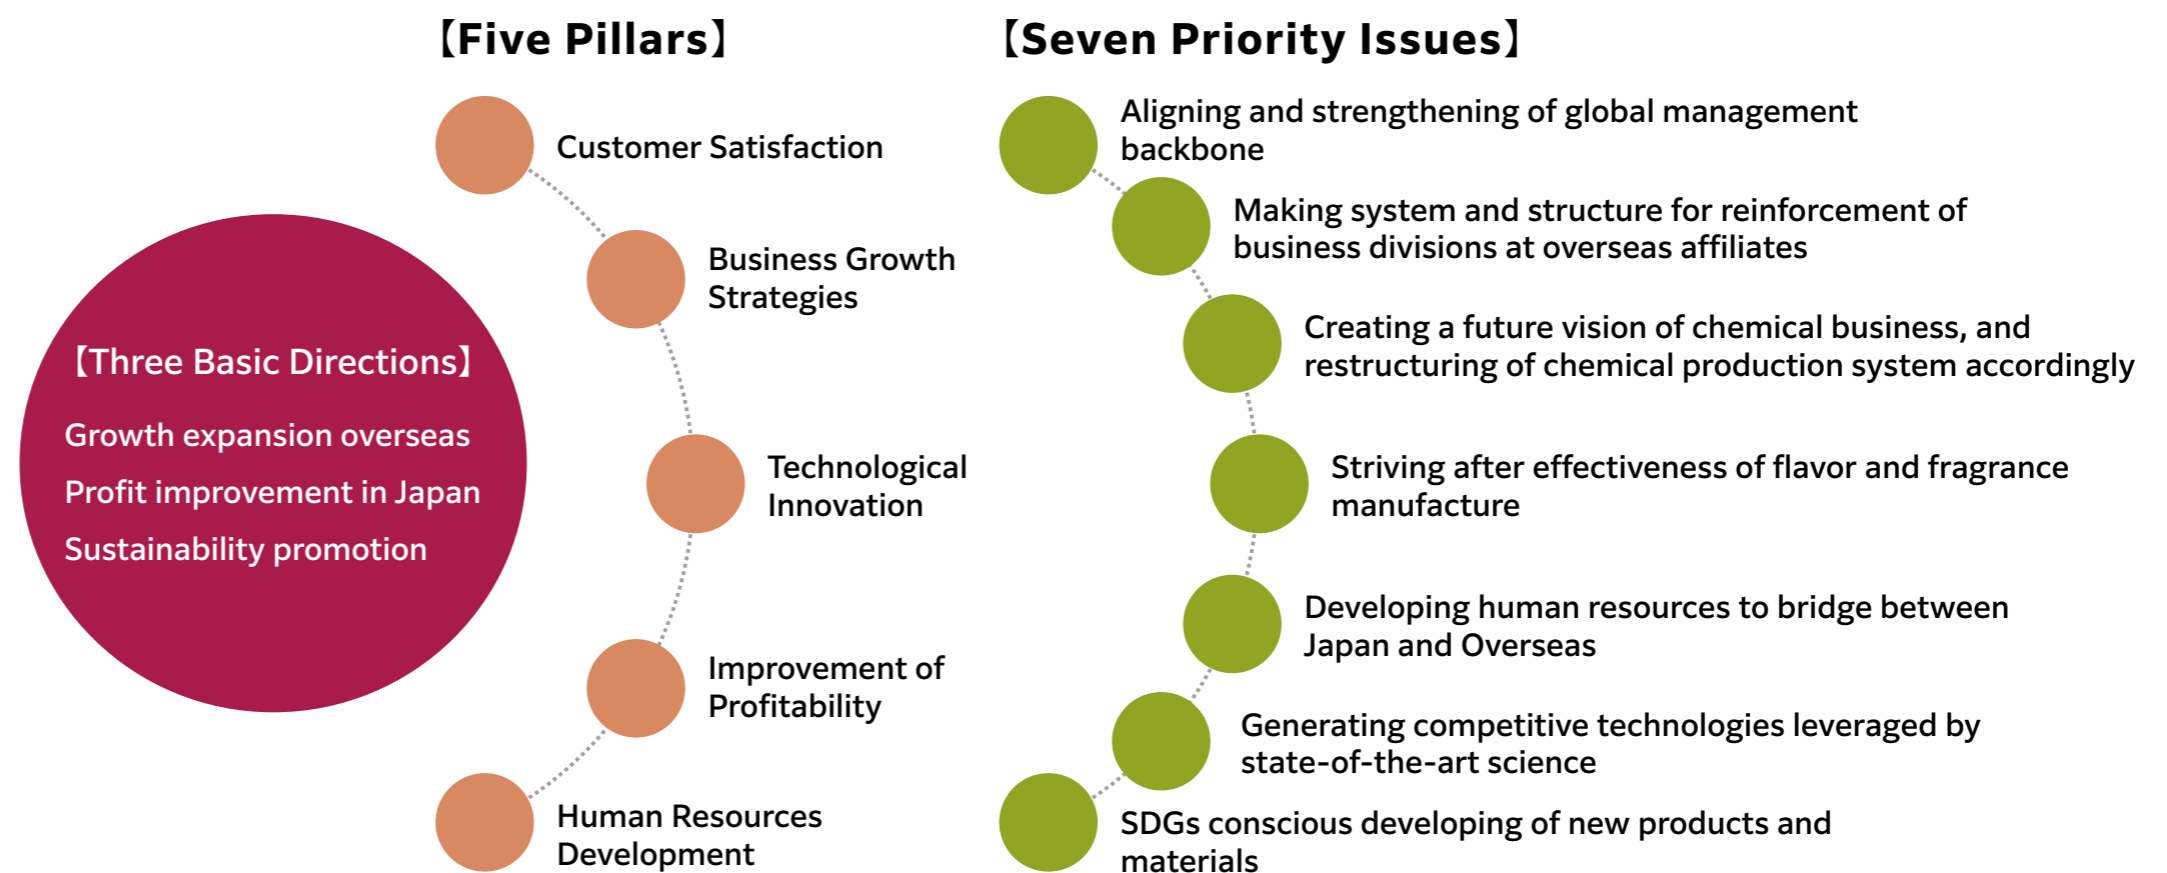 【Three Basic Directions】
Growth expansion overseas
Profit improvement in Japan
Sustainability promotion
【Five Pillars】
Customer Satisfaction
Business Growth
Strategies
Technological
Innovation
Improvement of
Profitability
Human Resources
Development
【Seven Priority Issues】
Aligning and strengthening of global management
backbone
Making system and structure for reinforcement of
business divisions at overseas affiliates
Creating a future vision of chemical business, and
restructuring of chemical production system accordingly
Striving after effectiveness of flavor and fragrance
manufacture
Developing human resources to bridge between
Japan and Overseas
Generating competitive technologies leveraged by
state-of-the-art science
SDGs conscious developing of new products and
materials